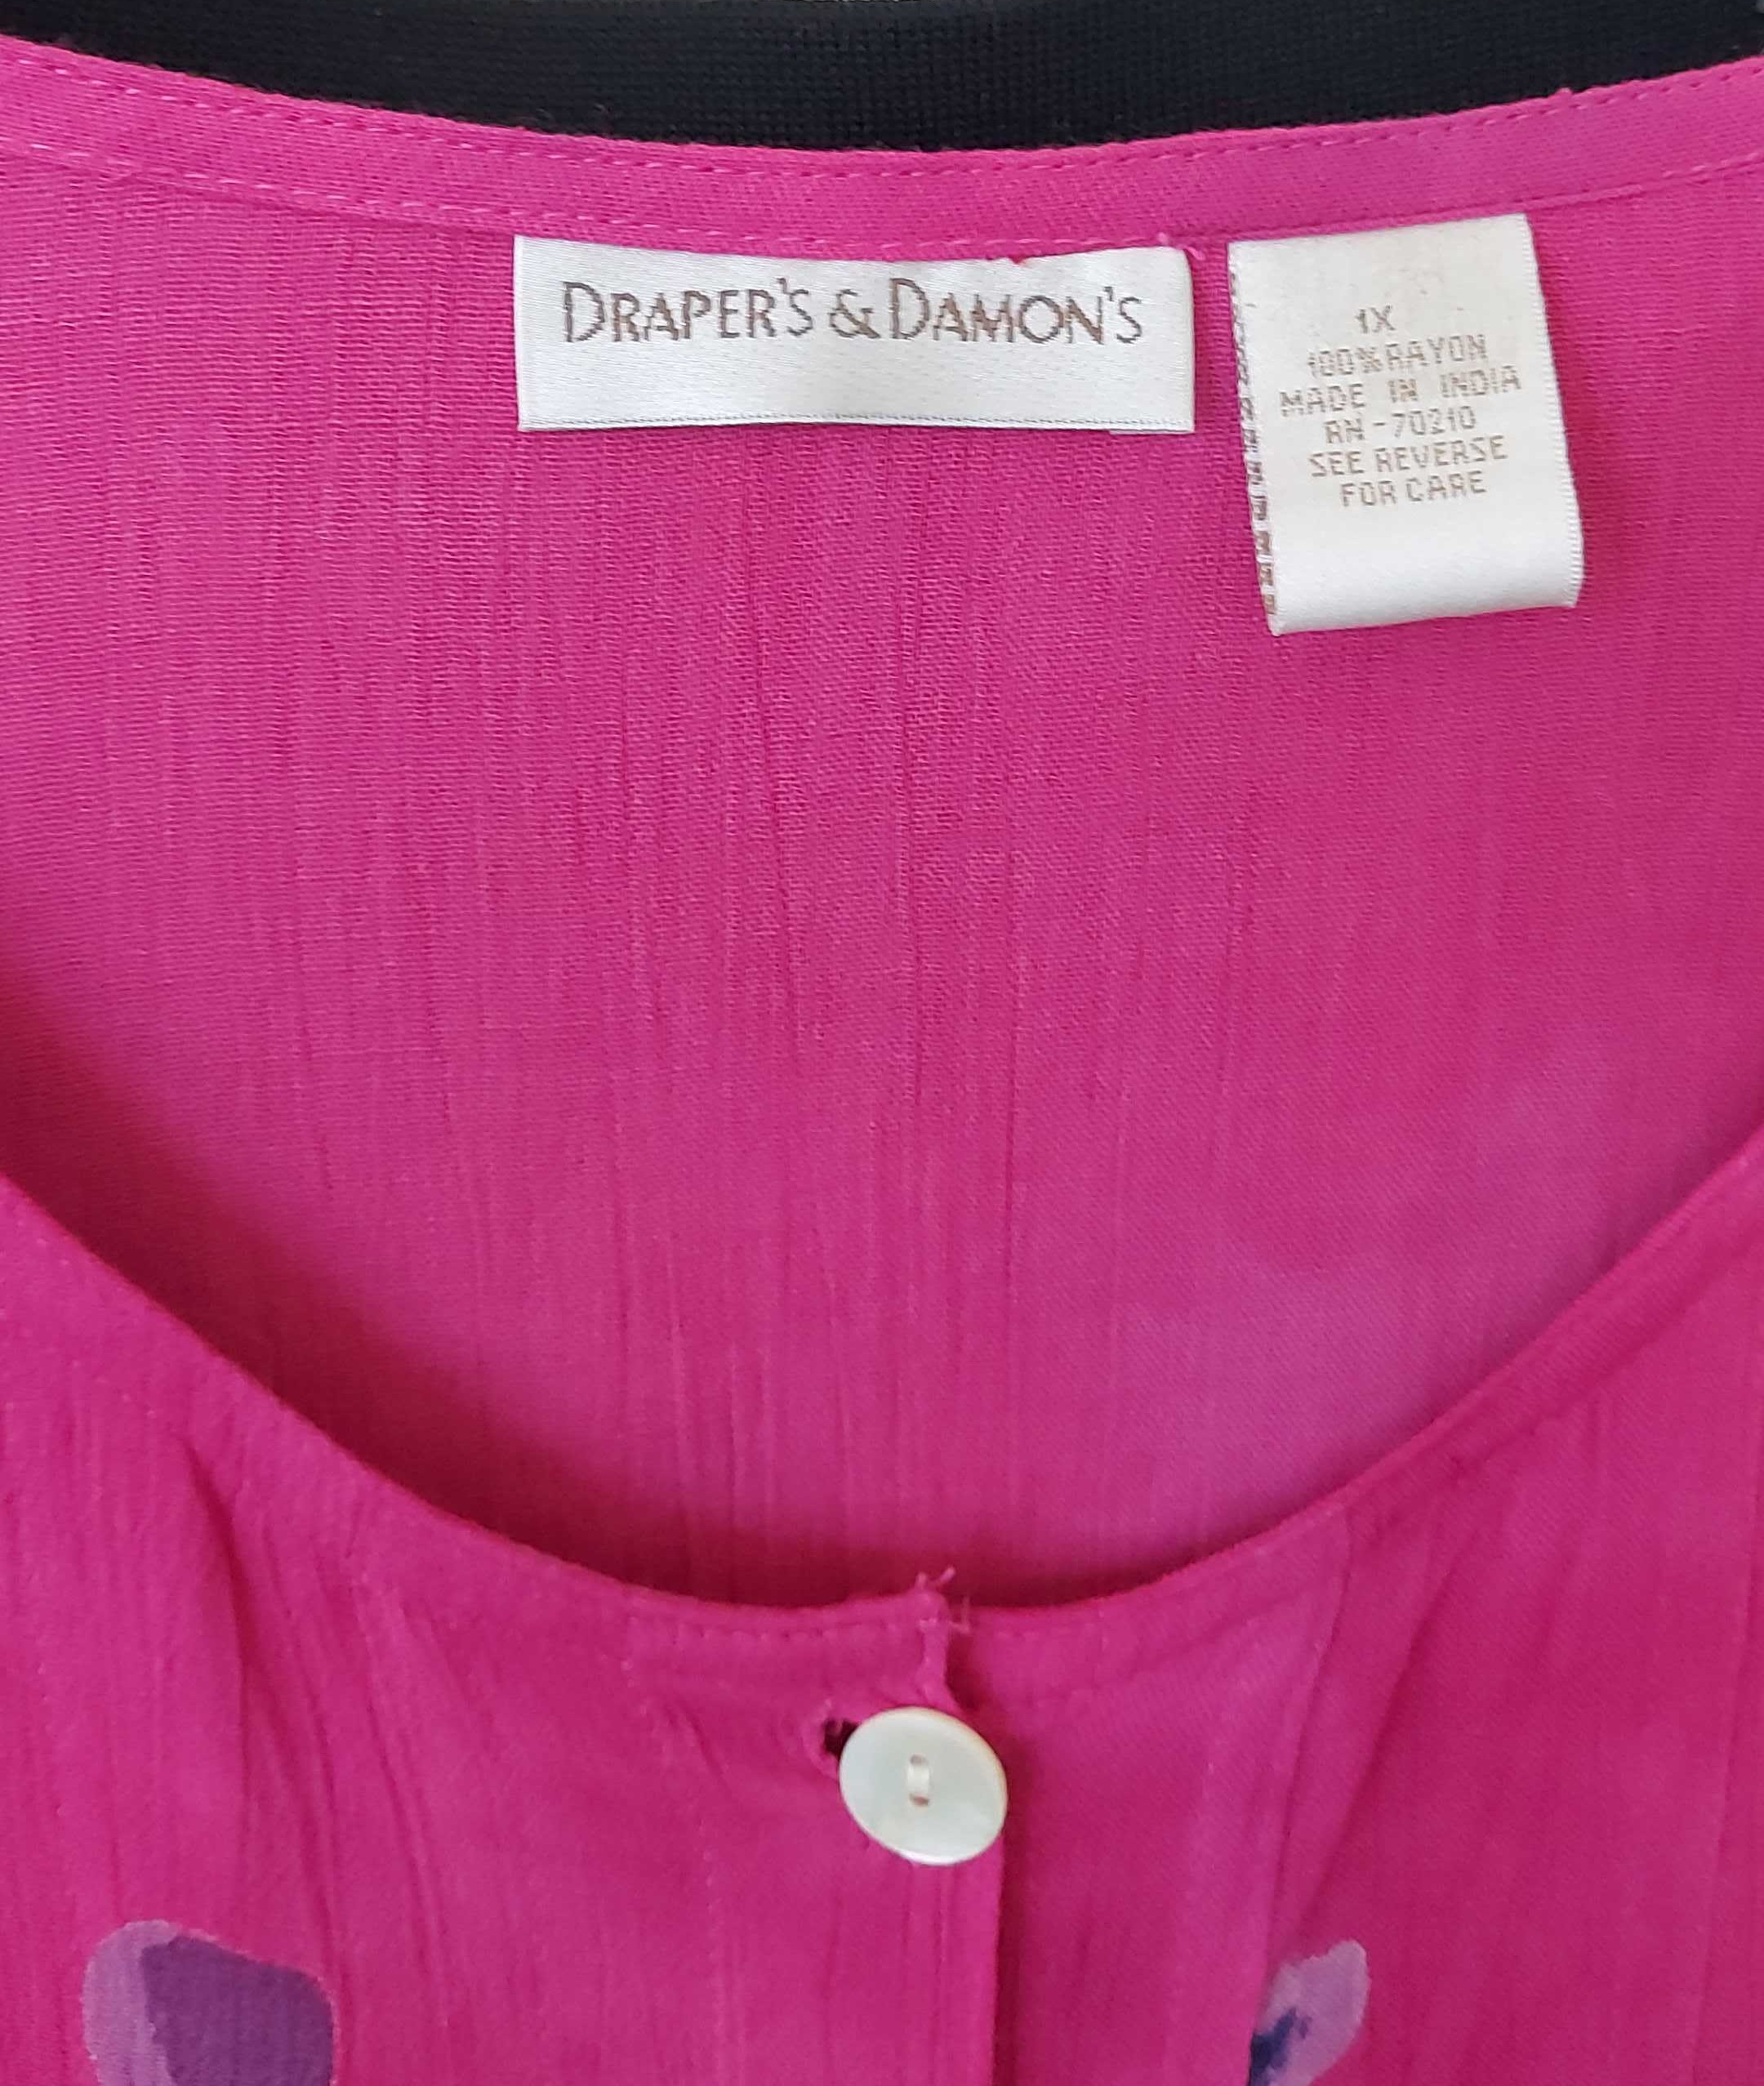 DRAPER'S & DAMON'S
1X
100% RAYON
MADE IN INDIA
RN-70210
SEE REVERSE
FOR CARE